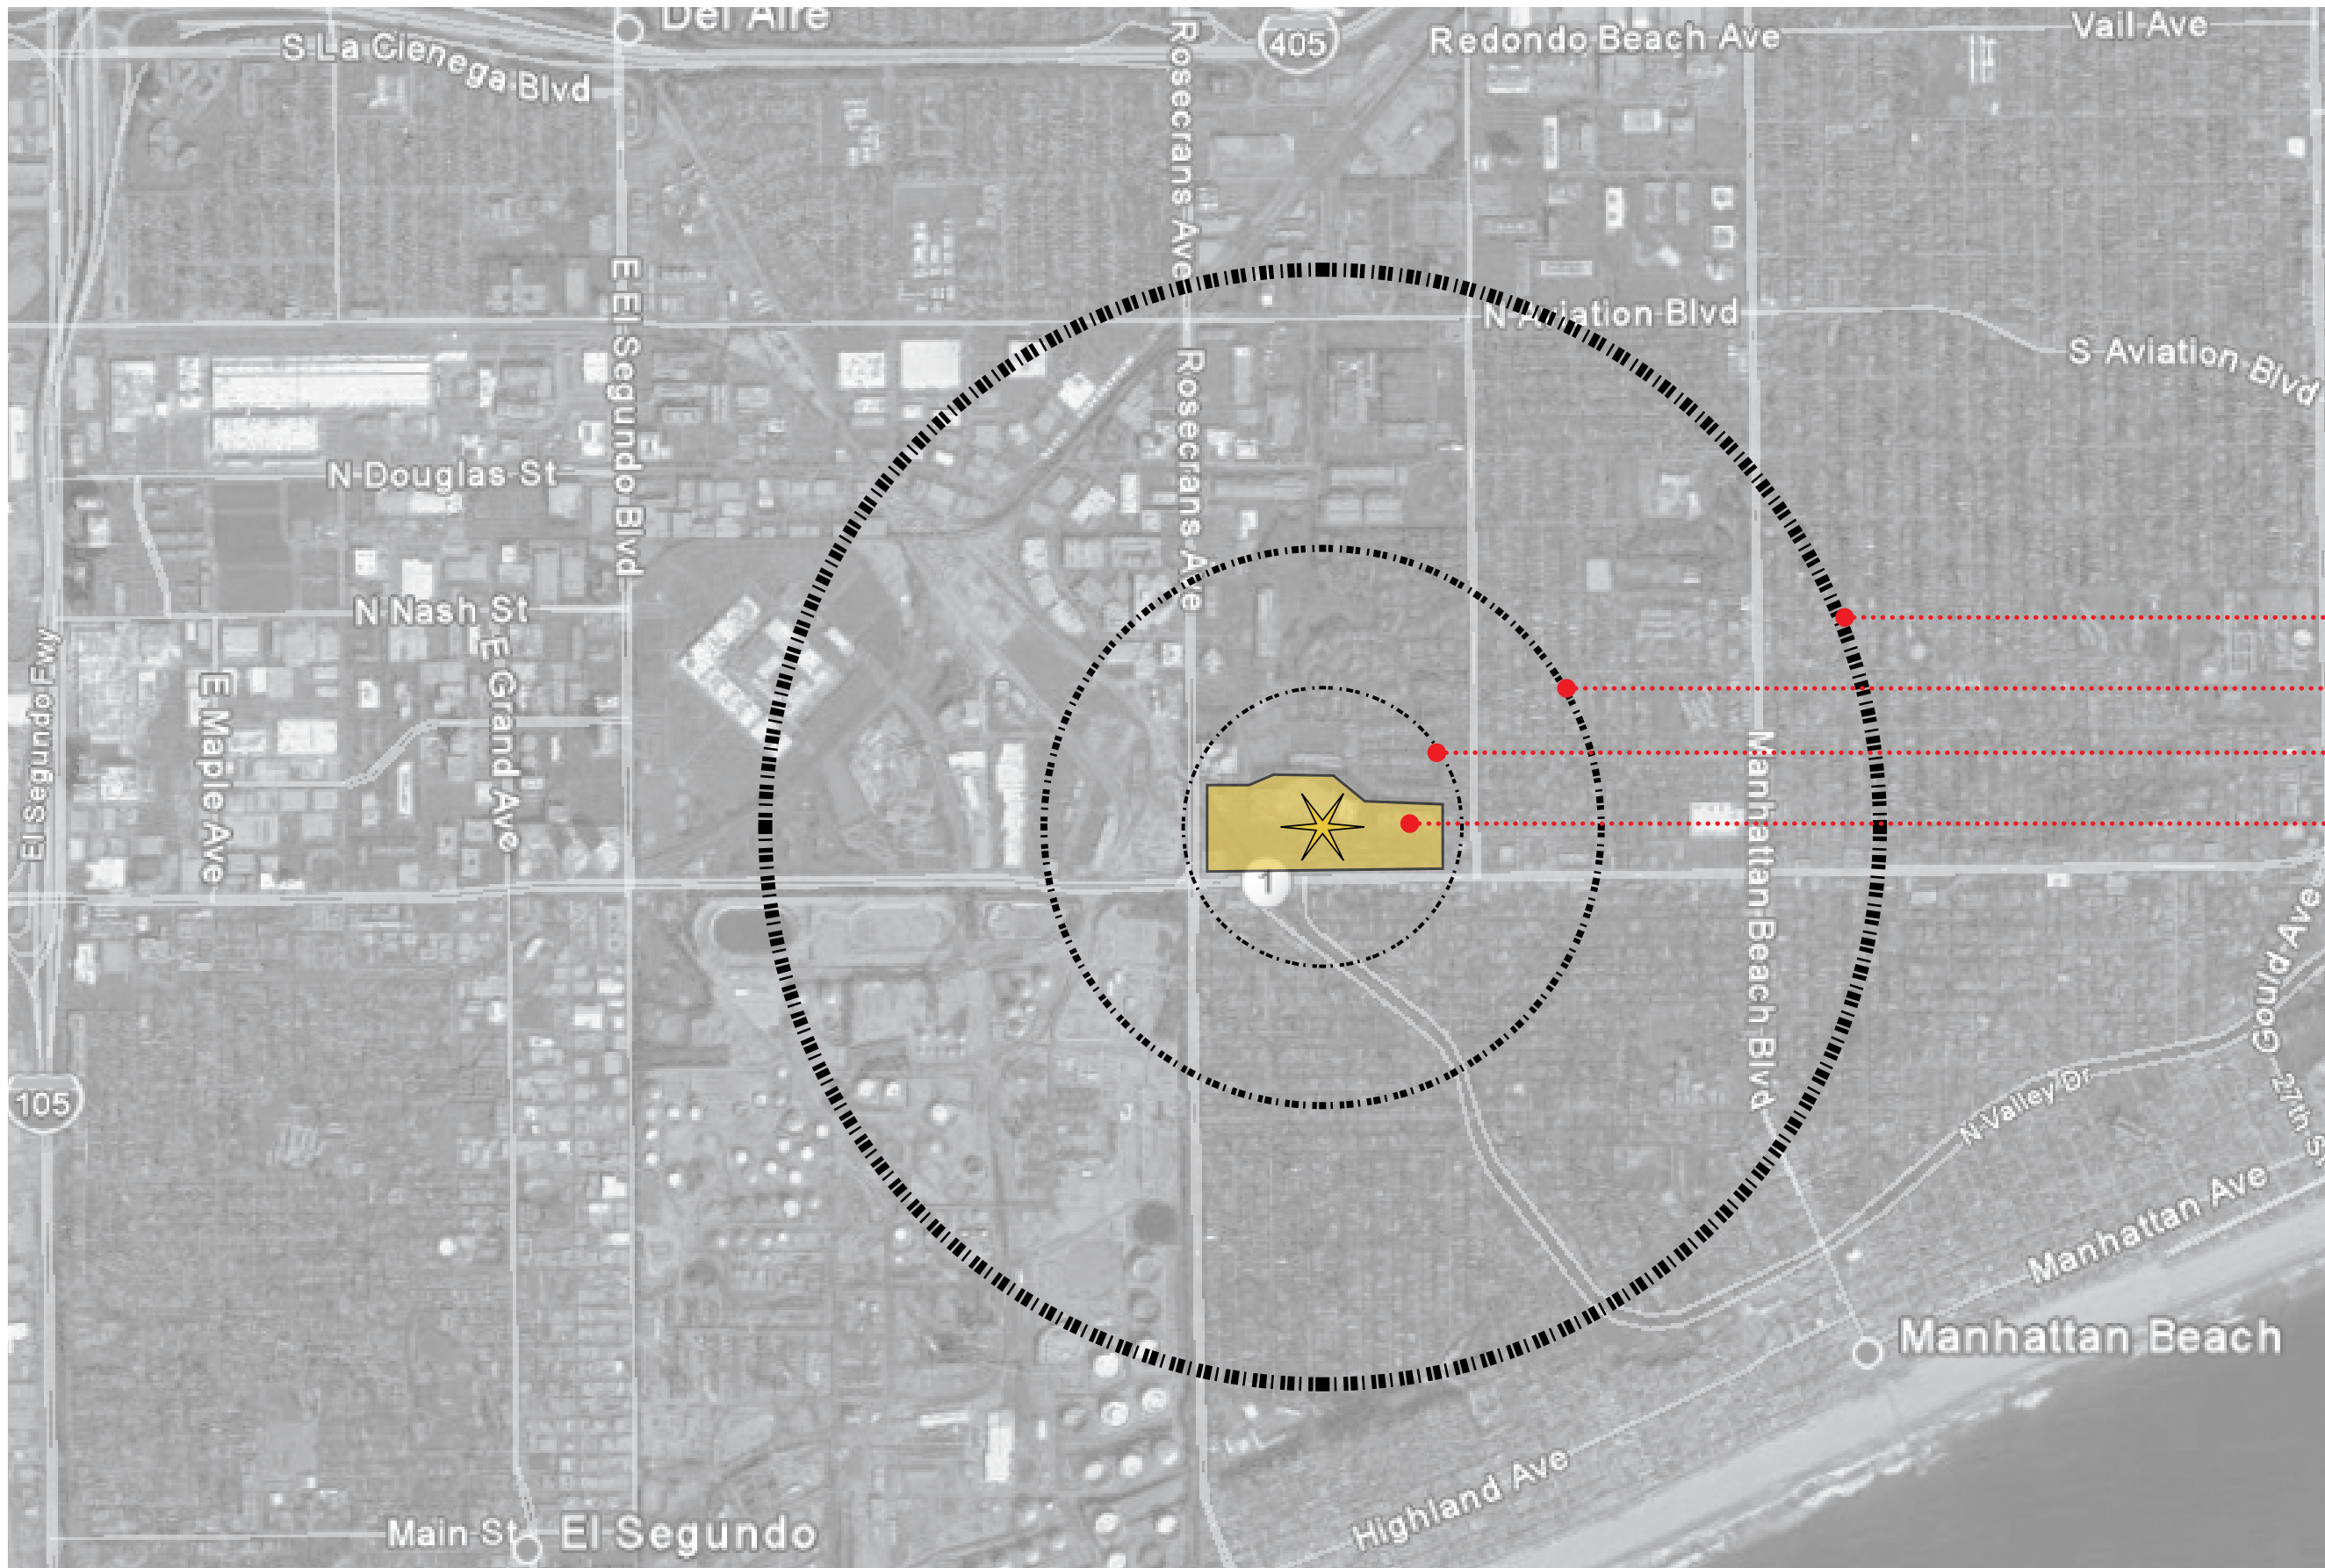 Del Aire
S La Cienega Blvd
405
Redondo Beach Ave
Vail Ave
Rosecrans Ave
E El Segundo Blvd
N Aviation Blvd
S Aviation Blvd
Rosecrans Ave
N Douglas St
N Nash St
E Grand Ave
E Maple Ave
El Segundo Fwy
Manhattan Beach Blvd
1
Gould Ave
27th S
105
N Valley Dr
Manhattan Ave
Manhattan Beach
Highland Ave
Main St
El Segundo